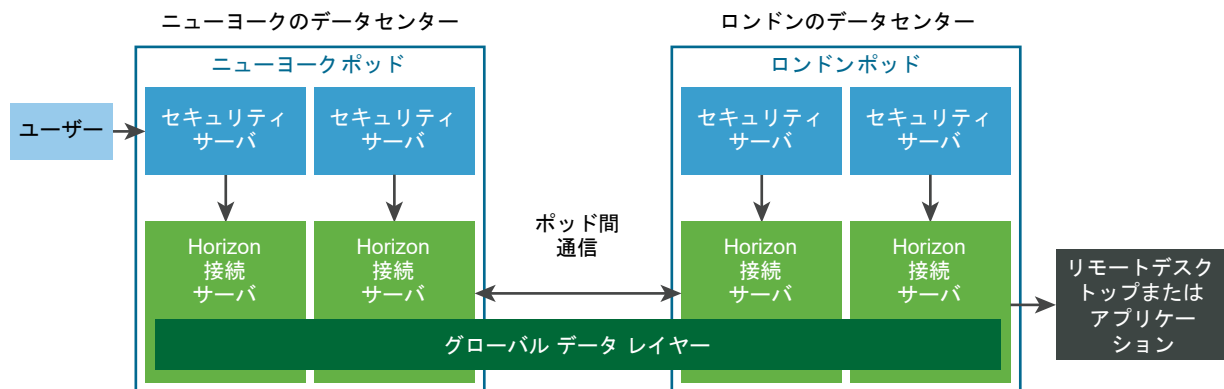 ニューヨークのデータセンター
ロンドンのデータセンター
ニューヨークポッド
ロンドンポッド
ユーザー
セキュリティ
サーバ
セキュリティ
サーバ
セキュリティ
サーバ
セキュリティ
サーバ
ポッド間
通信
Horizon
接続
サーバ
Horizon
接続
サーバ
Horizon
接続
サーバ
Horizon
接続
サーバ
リモートデスク
トップまたは
アプリケー
ション
グローバル データ レイヤー